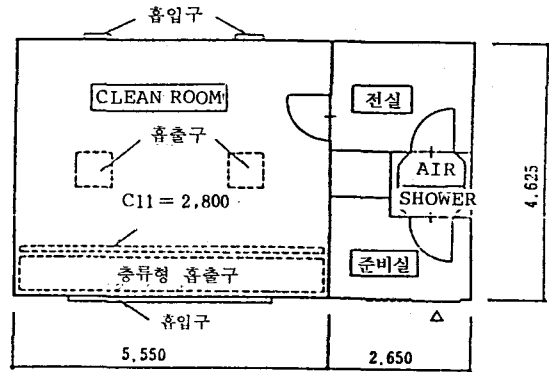 흡입구
CLEAN ROOM
전실
흡출구
AIR
SHOWER
C11 = 2,800
4.625
층류형 흡출구
준비실
흡입구
5,550
2.650